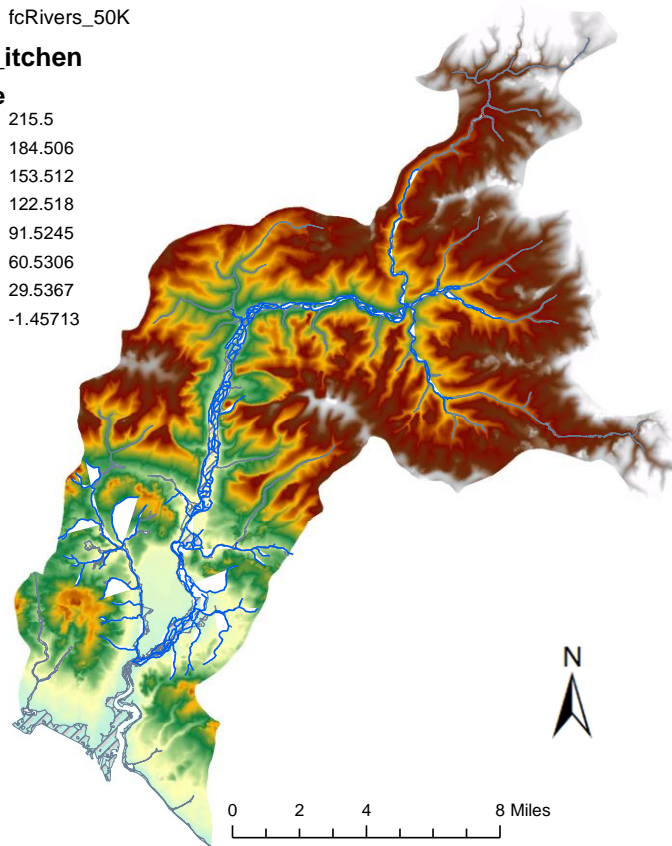 fcRivers_50K
_itchen
e
215.5
184.506
153.512
122.518
91.5245
60.5306
29.5367
-1.45713
N
0 2 4 8 Miles